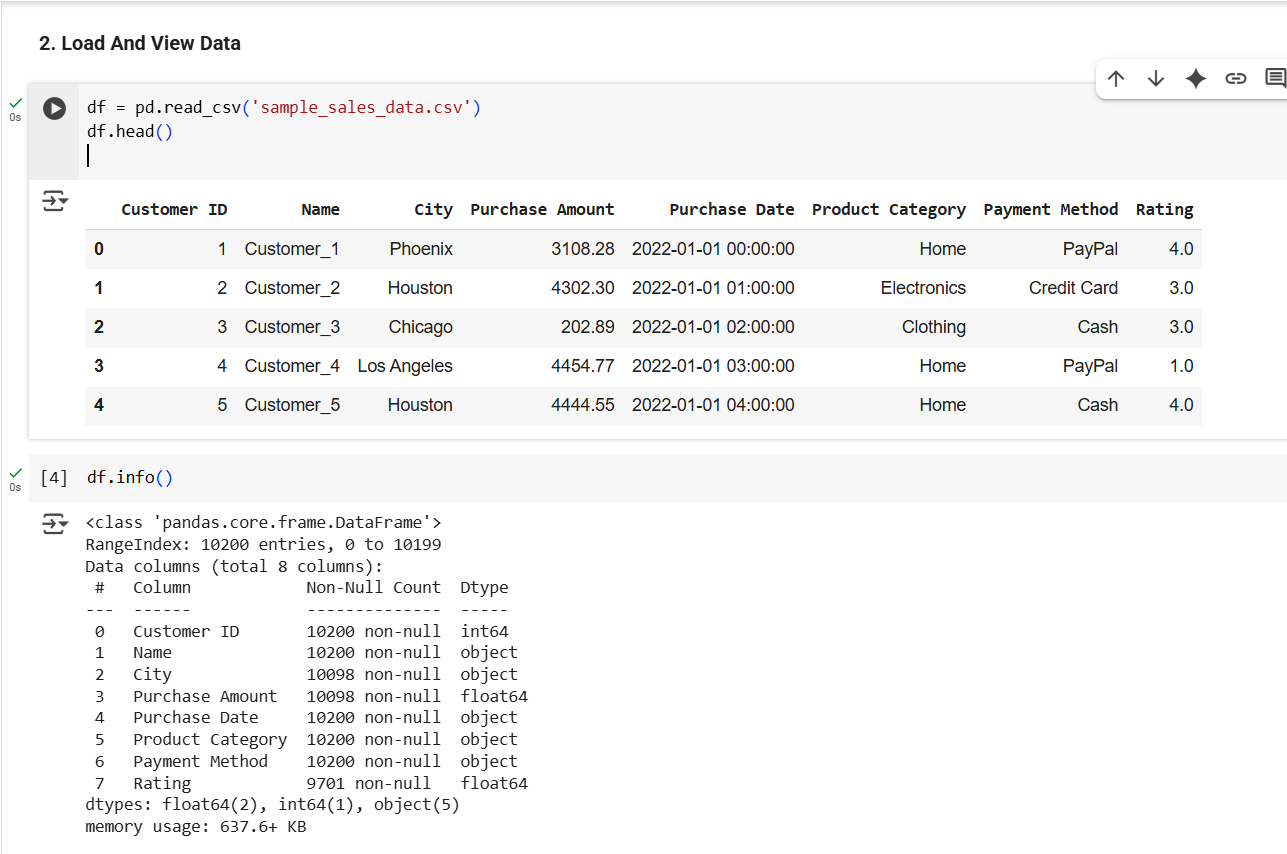 2. Load And View Data
0s
df = pd.read_csv('sample_sales_data.csv')
df.head()
Customer ID Name City Purchase Amount Purchase Date Product Category Payment Method Rating
0 1 Customer_1 Phoenix 3108.28 2022-01-01 00:00:00 Home PayPal 4.0
1 2 Customer_2 Houston 4302.30 2022-01-01 01:00:00 Electronics Credit Card 3.0
2 3 Customer_3 Chicago 202.89 2022-01-01 02:00:00 Clothing Cash 3.0
3 4 Customer_4 Los Angeles 4454.77 2022-01-01 03:00:00 Home PayPal 1.0
4 5 Customer_5 Houston 4444.55 2022-01-01 04:00:00 Home Cash 4.0
0s
[4] df.info()
<class 'pandas.core.frame.DataFrame'>
RangeIndex: 10200 entries, 0 to 10199
Data columns (total 8 columns):
 #   Column            Non-Null Count  Dtype
---  ------            --------------  -----
 0   Customer ID       10200 non-null  int64
 1   Name              10200 non-null  object
 2   City              10098 non-null  object
 3   Purchase Amount   10098 non-null  float64
 4   Purchase Date     10200 non-null  object
 5   Product Category  10200 non-null  object
 6   Payment Method    10200 non-null  object
 7   Rating            9701 non-null   float64
dtypes: float64(2), int64(1), object(5)
memory usage: 637.6+ KB